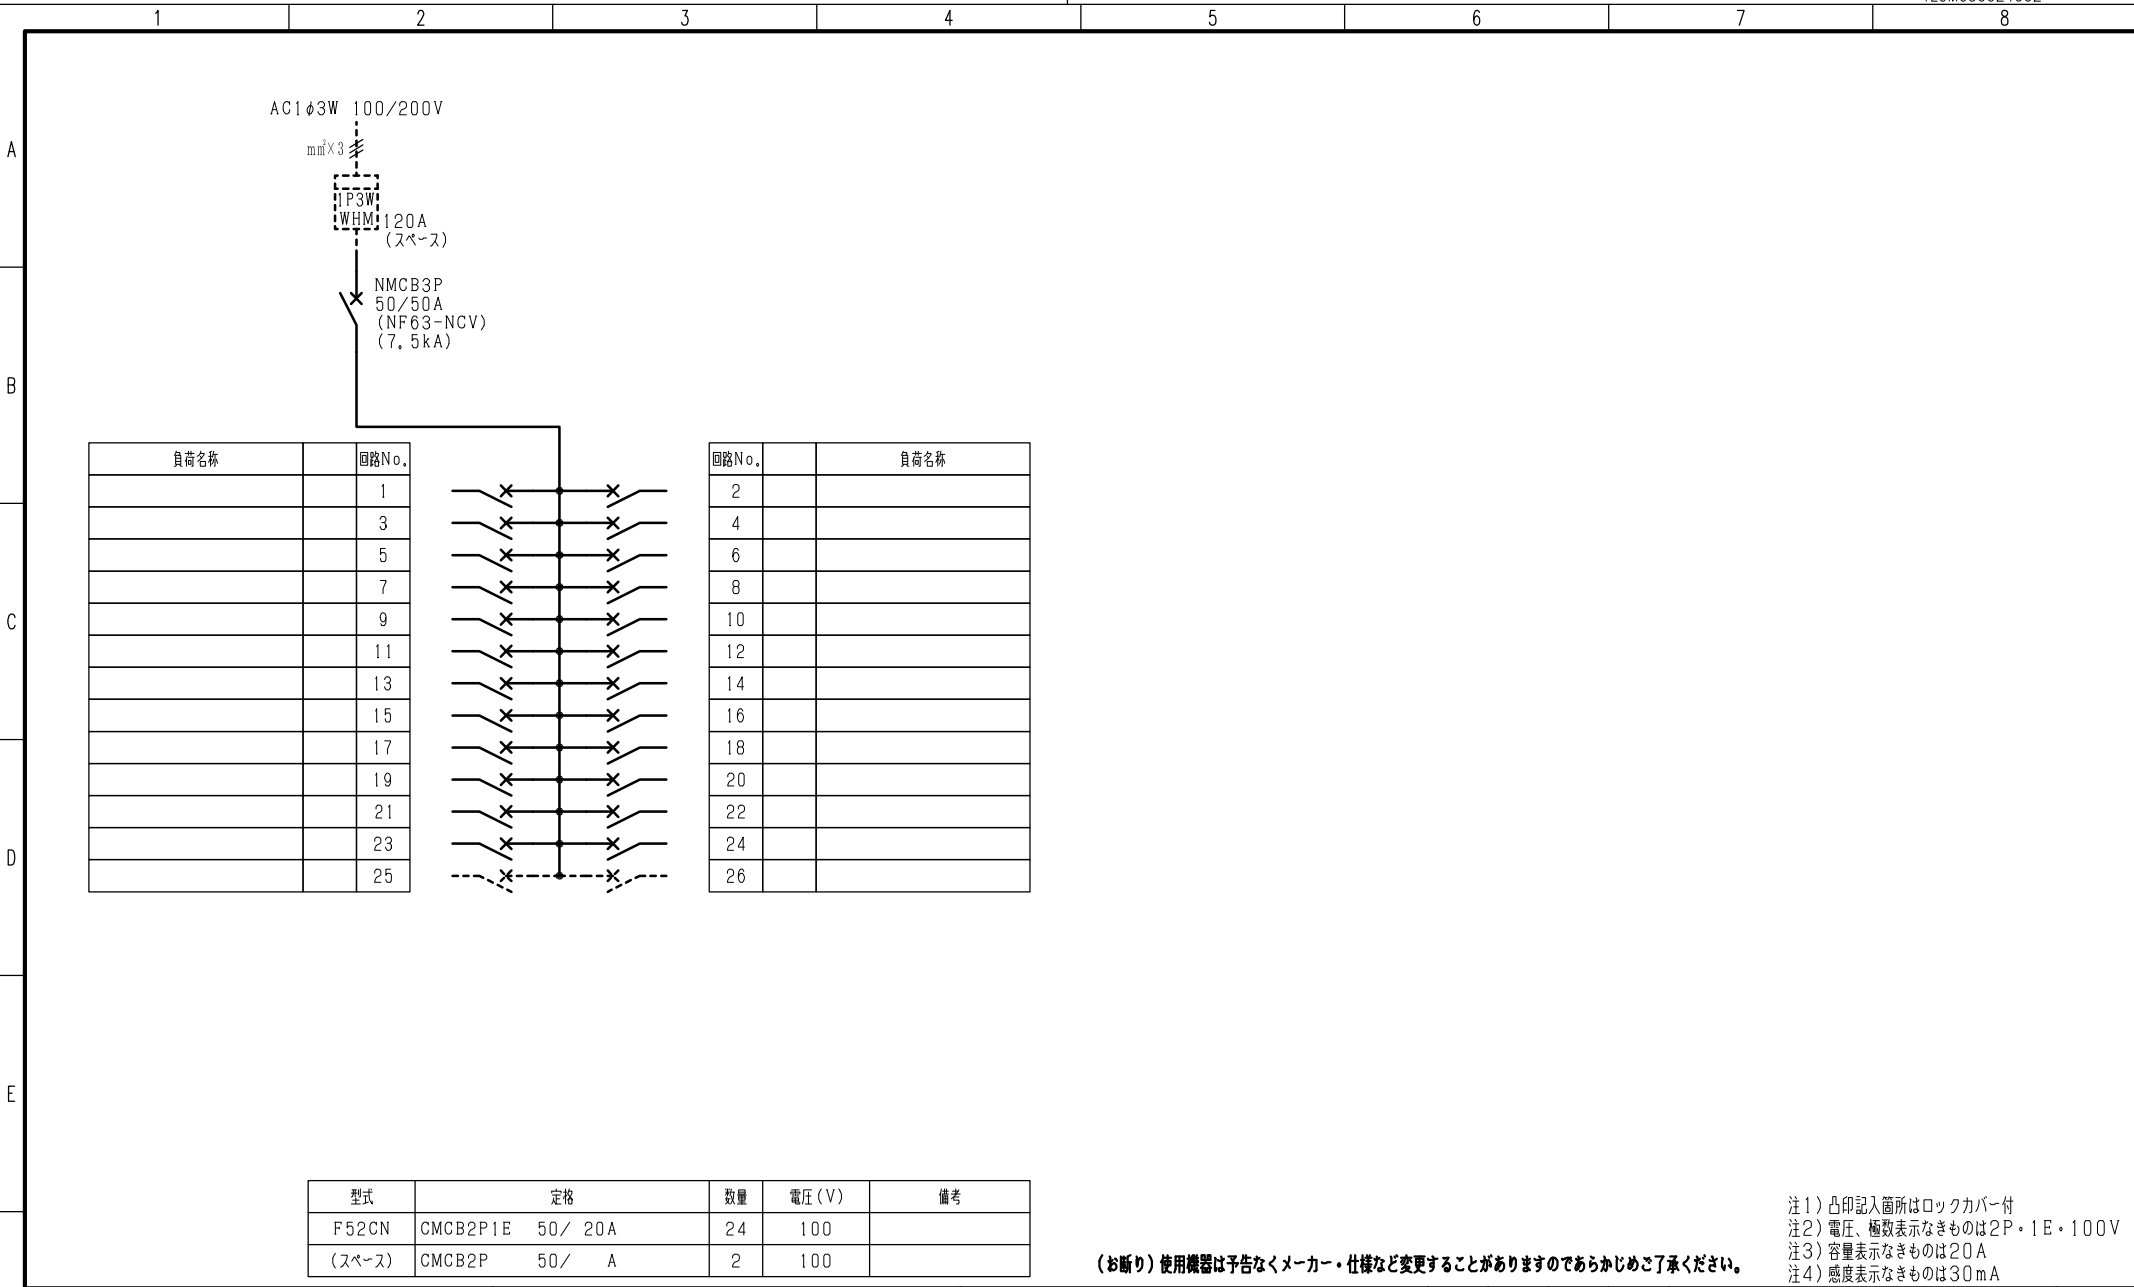 1 2 3 4 5 6 7 8
AC1φ3W 100/200V
A
mm²×3
1P3W
WHM
120A
(スペース)
NMCB3P
50/50A
(NF63-NCV)
(7.5kA)
B
負荷名称 回路No. 回路No. 負荷名称
1 2
3 4
5 6
7 8
C
9 10
11 12
13 14
15 16
17 18
19 20
21 22
23 24
D
25 26
E
型式 定格 数量 電圧(V) 備考
F52CN CMCB2P1E 50/ 20A 24 100
(スペース) CMCB2P 50/ A 2 100
(お断り)使用機器は予告なくメーカー・仕様など変更することがありますのであらかじめご了承ください。
注1)凸印記入箇所はロックカバー付
注2)電圧、極数表示なきものは2P・1E・100V
注3)容量表示なきものは20A
注4)感度表示なきものは30mA